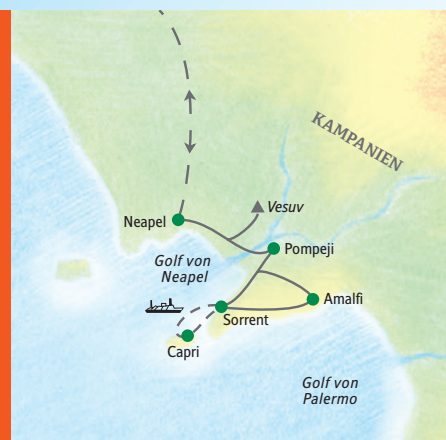 KAMPANIEN
Vesuv
Neapel
Pompeji
Golf von
Neapel
Amalfi
Sorrent
Capri
Golf von
Palermo